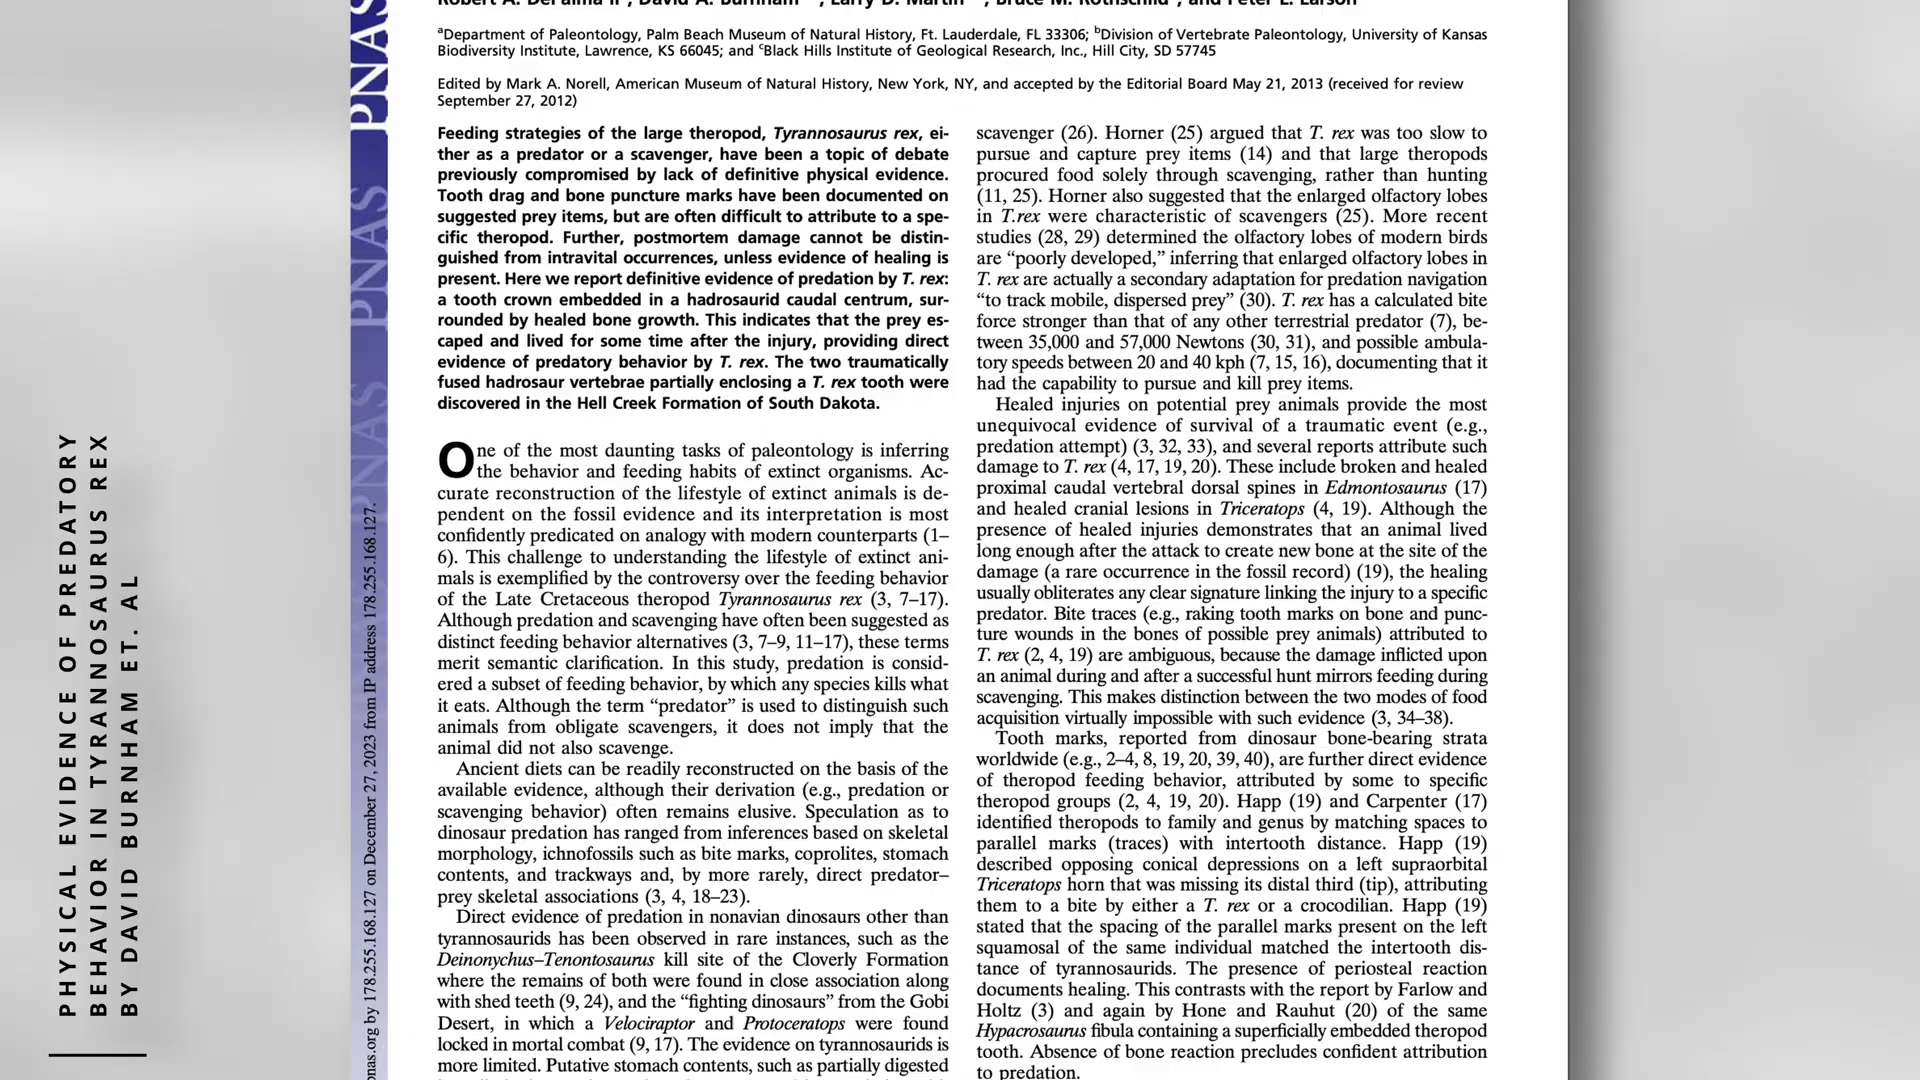 Robert A. DePalma II, David A. Burnham, Larry D. Martin, Bruce M. Rothschild, and Peter L. Larson
aDepartment of Paleontology, Palm Beach Museum of Natural History, Ft. Lauderdale, FL 33306; bDivision of Vertebrate Paleontology, University of Kansas
Biodiversity Institute, Lawrence, KS 66045; and cBlack Hills Institute of Geological Research, Inc., Hill City, SD 57745
Edited by Mark A. Norell, American Museum of Natural History, New York, NY, and accepted by the Editorial Board May 21, 2013 (received for review
September 27, 2012)
Feeding strategies of the large theropod, Tyrannosaurus rex, ei-
ther as a predator or a scavenger, have been a topic of debate
previously compromised by lack of definitive physical evidence.
Tooth drag and bone puncture marks have been documented on
suggested prey items, but are often difficult to attribute to a spe-
cific theropod. Further, postmortem damage cannot be distin-
guished from intravital occurrences, unless evidence of healing is
present. Here we report definitive evidence of predation by T. rex:
a tooth crown embedded in a hadrosaurid caudal centrum, sur-
rounded by healed bone growth. This indicates that the prey es-
caped and lived for some time after the injury, providing direct
evidence of predatory behavior by T. rex. The two traumatically
fused hadrosaur vertebrae partially enclosing a T. rex tooth were
discovered in the Hell Creek Formation of South Dakota.
One of the most daunting tasks of paleontology is inferring
the behavior and feeding habits of extinct organisms. Ac-
curate reconstruction of the lifestyle of extinct animals is de-
pendent on the fossil evidence and its interpretation is most
confidently predicated on analogy with modern counterparts (1–
6). This challenge to understanding the lifestyle of extinct ani-
mals is exemplified by the controversy over the feeding behavior
of the Late Cretaceous theropod Tyrannosaurus rex (3, 7–17).
Although predation and scavenging have often been suggested as
distinct feeding behavior alternatives (3, 7–9, 11–17), these terms
merit semantic clarification. In this study, predation is consid-
ered a subset of feeding behavior, by which any species kills what
it eats. Although the term “predator” is used to distinguish such
animals from obligate scavengers, it does not imply that the
animal did not also scavenge.
Ancient diets can be readily reconstructed on the basis of the
available evidence, although their derivation (e.g., predation or
scavenging behavior) often remains elusive. Speculation as to
dinosaur predation has ranged from inferences based on skeletal
morphology, ichnofossils such as bite marks, coprolites, stomach
contents, and trackways and, by more rarely, direct predator–
prey skeletal associations (3, 4, 18–23).
Direct evidence of predation in nonavian dinosaurs other than
tyrannosaurids has been observed in rare instances, such as the
Deinonychus–Tenontosaurus kill site of the Cloverly Formation
where the remains of both were found in close association along
with shed teeth (9, 24), and the “fighting dinosaurs” from the Gobi
Desert, in which a Velociraptor and Protoceratops were found
locked in mortal combat (9, 17). The evidence on tyrannosaurids is
more limited. Putative stomach contents, such as partially digested
scavenger (26). Horner (25) argued that T. rex was too slow to
pursue and capture prey items (14) and that large theropods
procured food solely through scavenging, rather than hunting
(11, 25). Horner also suggested that the enlarged olfactory lobes
in T.rex were characteristic of scavengers (25). More recent
studies (28, 29) determined the olfactory lobes of modern birds
are “poorly developed,” inferring that enlarged olfactory lobes in
T. rex are actually a secondary adaptation for predation navigation
“to track mobile, dispersed prey” (30). T. rex has a calculated bite
force stronger than that of any other terrestrial predator (7), be-
tween 35,000 and 57,000 Newtons (30, 31), and possible ambula-
tory speeds between 20 and 40 kph (7, 15, 16), documenting that it
had the capability to pursue and kill prey items.
Healed injuries on potential prey animals provide the most
unequivocal evidence of survival of a traumatic event (e.g.,
predation attempt) (3, 32, 33), and several reports attribute such
damage to T. rex (4, 17, 19, 20). These include broken and healed
proximal caudal vertebral dorsal spines in Edmontosaurus (17)
and healed cranial lesions in Triceratops (4, 19). Although the
presence of healed injuries demonstrates that an animal lived
long enough after the attack to create new bone at the site of the
damage (a rare occurrence in the fossil record) (19), the healing
usually obliterates any clear signature linking the injury to a specific
predator. Bite traces (e.g., raking tooth marks on bone and punc-
ture wounds in the bones of possible prey animals) attributed to
T. rex (2, 4, 19) are ambiguous, because the damage inflicted upon
an animal during and after a successful hunt mirrors feeding during
scavenging. This makes distinction between the two modes of food
acquisition virtually impossible with such evidence (3, 34–38).
Tooth marks, reported from dinosaur bone-bearing strata
worldwide (e.g., 2–4, 8, 19, 20, 39, 40), are further direct evidence
of theropod feeding behavior, attributed by some to specific
theropod groups (2, 4, 19, 20). Happ (19) and Carpenter (17)
identified theropods to family and genus by matching spaces to
parallel marks (traces) with intertooth distance. Happ (19)
described opposing conical depressions on a left supraorbital
Triceratops horn that was missing its distal third (tip), attributing
them to a bite by either a T. rex or a crocodilian. Happ (19)
stated that the spacing of the parallel marks present on the left
squamosal of the same individual matched the intertooth dis-
tance of tyrannosaurids. The presence of periosteal reaction
documents healing. This contrasts with the report by Farlow and
Holtz (3) and again by Hone and Rauhut (20) of the same
Hypacrosaurus fibula containing a superficially embedded theropod
tooth. Absence of bone reaction precludes confident attribution
to predation.
PNAS PNAS PNAS
pnas.org by 178.255.168.127 on December 27, 2023 from IP address 178.255.168.127.
PHYSICAL EVIDENCE OF PREDATORY
BEHAVIOR IN TYRANNOSAURUS REX
BY DAVID BURNHAM ET. AL